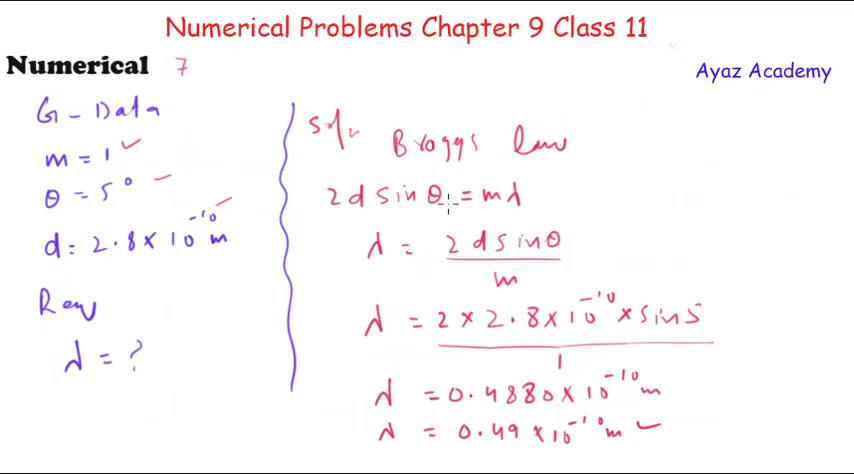 Numerical Problems Chapter 9 Class 11
Numerical 7
Ayaz Academy
G - Data
m = 1
θ = 5°
d = 2.8 × 10⁻¹⁰ m
Req
λ = ?
Sol
Braggs law
2d sin θ = mλ
λ = 2 d sin θ / m
λ = 2 × 2.8 × 10⁻¹⁰ × sin 5 / 1
λ = 0.4880 × 10⁻¹⁰ m
λ = 0.49 × 10⁻¹⁰ m